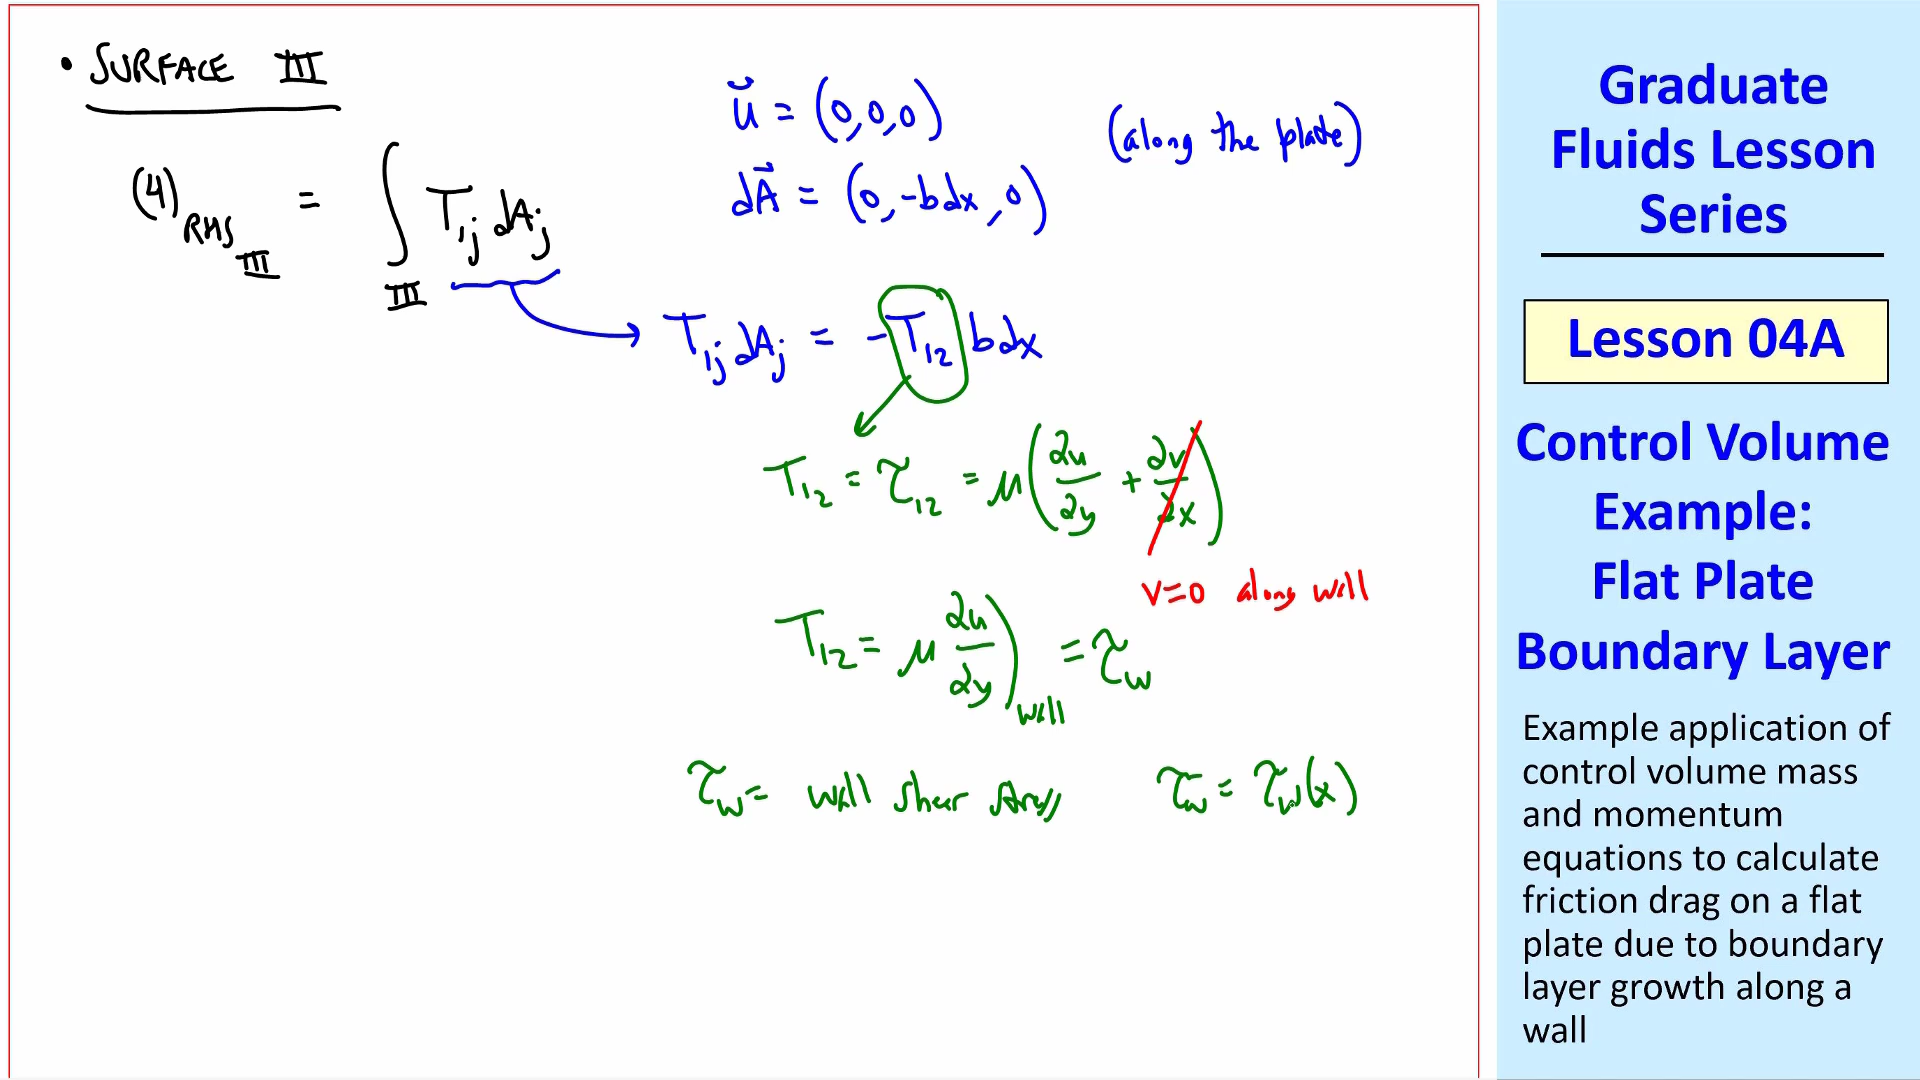 • SURFACE III
ŭ = (0,0,0) (along the plate)
dA⃗ = (0, -bdx, 0)
(4)RHS III = ∫III T1j dAj
T1j dAj = -T12 bdx
T12 = τ12 = μ(∂u/∂y + ∂v/∂x)
v=0 along wall
T12 = μ ∂u/∂y)wall = τw
τw = wall shear stress τw = τw(x)
Graduate
Fluids Lesson
Series
Lesson 04A
Control Volume
Example:
Flat Plate
Boundary Layer
Example application of
control volume mass
and momentum
equations to calculate
friction drag on a flat
plate due to boundary
layer growth along a
wall